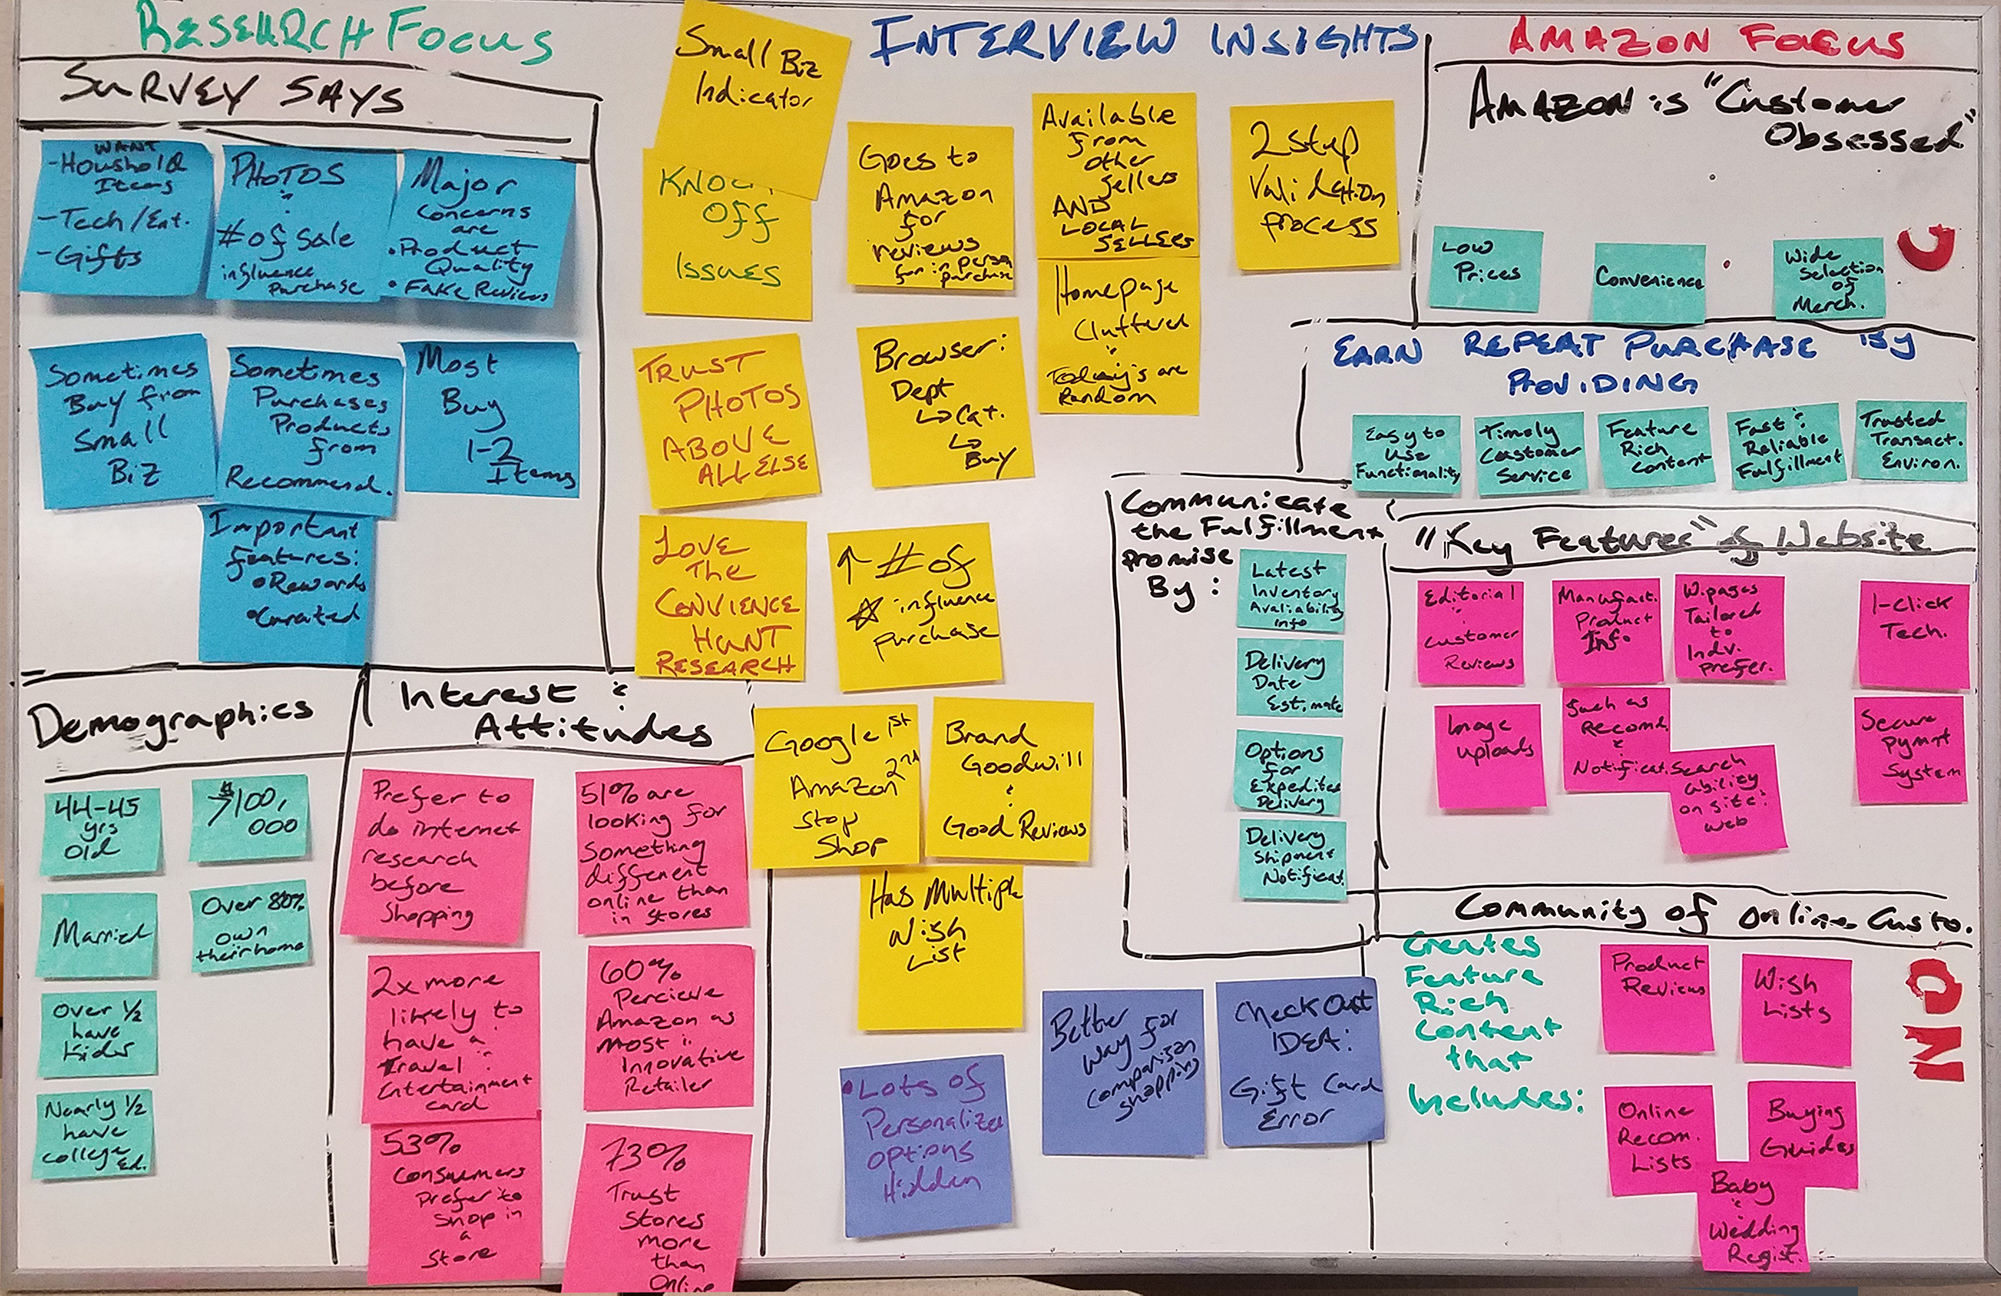 RESEARCH FOCUS
SURVEY SAYS
WANT
-Houshold
Items
-Tech/Ent.
-Gifts
PHOTOS
&
# of Sale
influence
purchase
Major
Concerns
are
• Product
Quality
• Fake Reviews
Sometimes
Buy from
Small
Biz
Sometimes
Purchases
Products
from
Recommend.
Most
Buy
1-2
Items
Important
features:
• Rewards
• Curated
Demographics
44-45
yrs
old
$
>100,
000
Married
Over 80%
own
their home
Over 1/2
have
kids
Nearly 1/2
have
college
Ed.
Interest &
Attitudes
Prefer to
do internet
research
before
Shopping
51% are
looking for
Something
different
online than
in stores
2x more
likely to
have a
travel &
Entertainment
card
60%
Percieve
Amazon as
most
Innovative
Retailer
53%
Consumers
Prefer to
Shop in
a
Store
73%
Trust
Stores
more
than
Online
INTERVIEW INSIGHTS
Small Biz
Indicator
KNOCK
OFF
ISSUES
TRUST
PHOTOS
ABOVE
ALL ELSE
LOVE
THE
CONVIENCE
HUNT
RESEARCH
Goes to
Amazon
for
reviews
for in person
purchase
Available
from
other
sellers
AND
LOCAL
SELLERS
2 step
Validation
process
Homepage
Cluttered
&
Today's are
Random
Browser:
Dept
↳ Cat.
↳ Buy
↑ # of
☆ influence
purchase
Google 1st
Amazon 2nd
Stop
Shop
Brand
Goodwill
&
Good Reviews
Has Multiple
Wish
List
• Lots of
Personalized
options
Hidden
Better
way for
comparison
shopping
Check Out
IDEA:
Gift Card
Error
AMAZON FOCUS
AMAZON is "Customer
Obsessed"
Low
Prices
Convenience
Wide
Selection
of
Merch.
EARN REPEAT PURCHASE BY
PROVIDING
Easy to
Use
Functionality
Timely
Customer
Service
Feature
Rich
Content
Fast &
Reliable
Fulfillment
Trusted
Transact.
Environ.
Communicate
the Fulfillment
promise
By:
Latest
Inventory
Avaliability
Info
Delivery
Date
Estimate
Options
for
Expedited
Delivery
Delivery
Shipment
Notificat.
"Key Features" of Website
Editorial
&
customer
Reviews
Manufact.
Product
Info
W.pages
Tailored
to
Indv.
prefer.
1-Click
Tech.
Image
uploads
Such as
Recomd.
&
Notificat.
Search
ability
on site &
web
Secure
Pymnt
System
Community of Online Custo.
Creates
Feature
Rich
Content
that
includes:
Product
Reviews
Wish
Lists
Online
Recom.
Lists
Buying
Guides
Baby
&
Wedding
Regist.